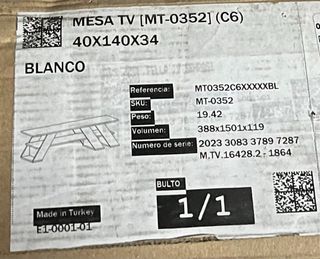 MESA TV [MT-0352] (C6)
40X140X34
BLANCO
Referencia: MT0352C6XXXXXBL
SKU: MT-0352
Peso: 19.42
Volumen: 388x1501x119
Numero de serie: 2023 3083 3789 7287
M.TV.16428.2 - 1864
BULTO
1/1
Made in Turkey
E1-0001-01